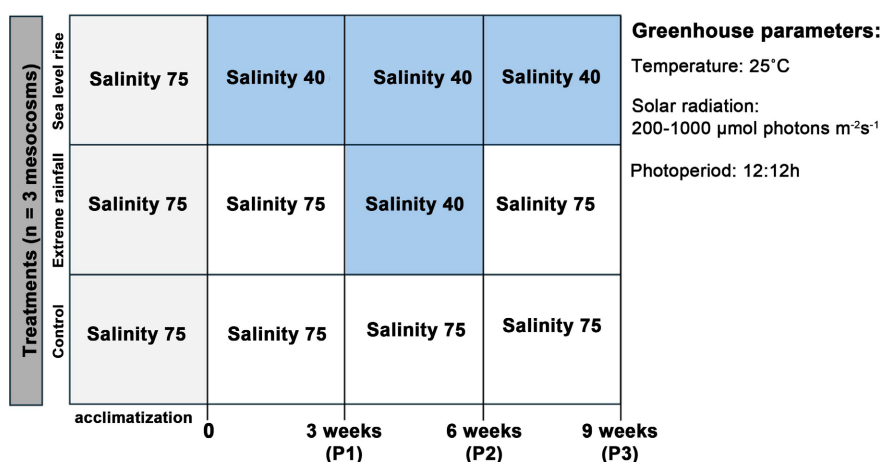 Treatments (n = 3 mesocosms)
Sea level rise
Salinity 75
Salinity 40
Salinity 40
Salinity 40
Extreme rainfall
Salinity 75
Salinity 75
Salinity 40
Salinity 75
Control
Salinity 75
Salinity 75
Salinity 75
Salinity 75
acclimatization
0
3 weeks
(P1)
6 weeks
(P2)
9 weeks
(P3)
Greenhouse parameters:
Temperature: 25˚C
Solar radiation:
200-1000 µmol photons m⁻²s⁻¹
Photoperiod: 12:12h